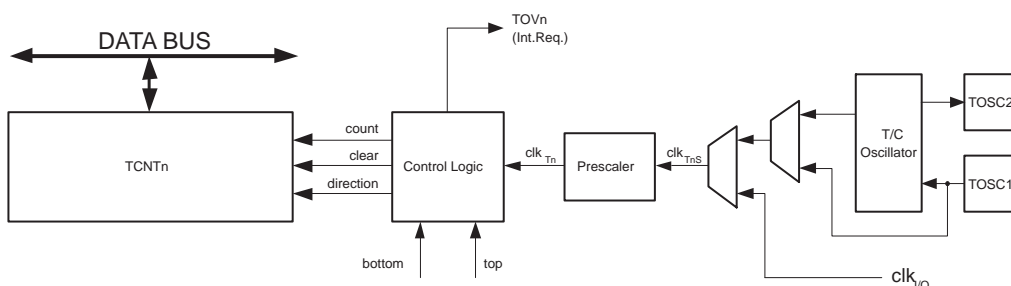 DATA BUS
TOVn
(Int.Req.)
TCNTn
count
clear
direction
Control Logic
clk Tn
Prescaler
clk TnS
T/C
Oscillator
TOSC2
TOSC1
bottom
top
clk I/O